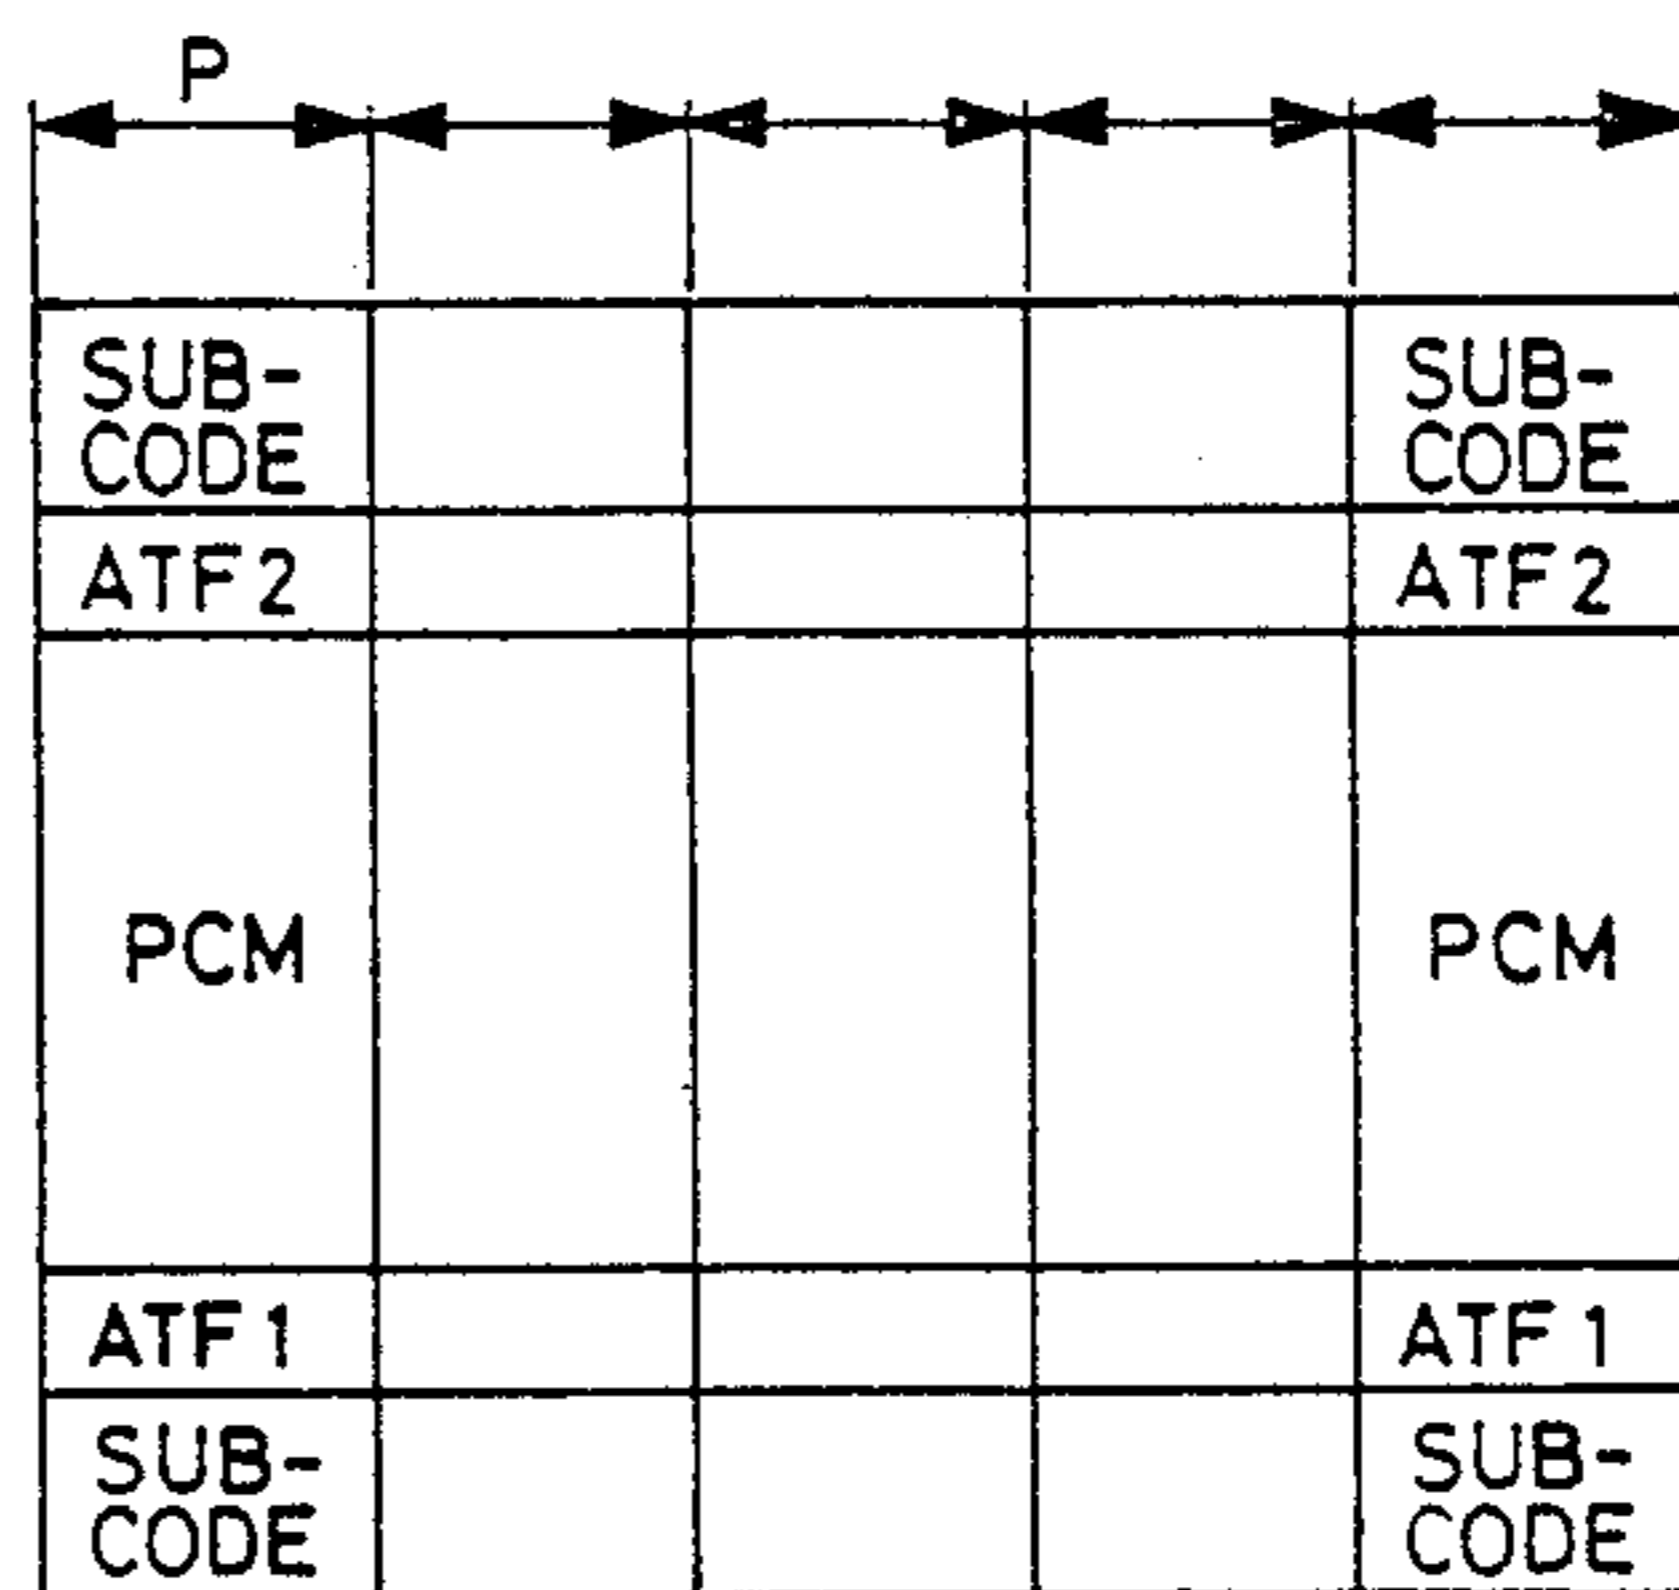 P
SUB-
CODE
SUB-
CODE
ATF2
ATF2
PCM
PCM
ATF1
ATF1
SUB-
CODE
SUB-
CODE